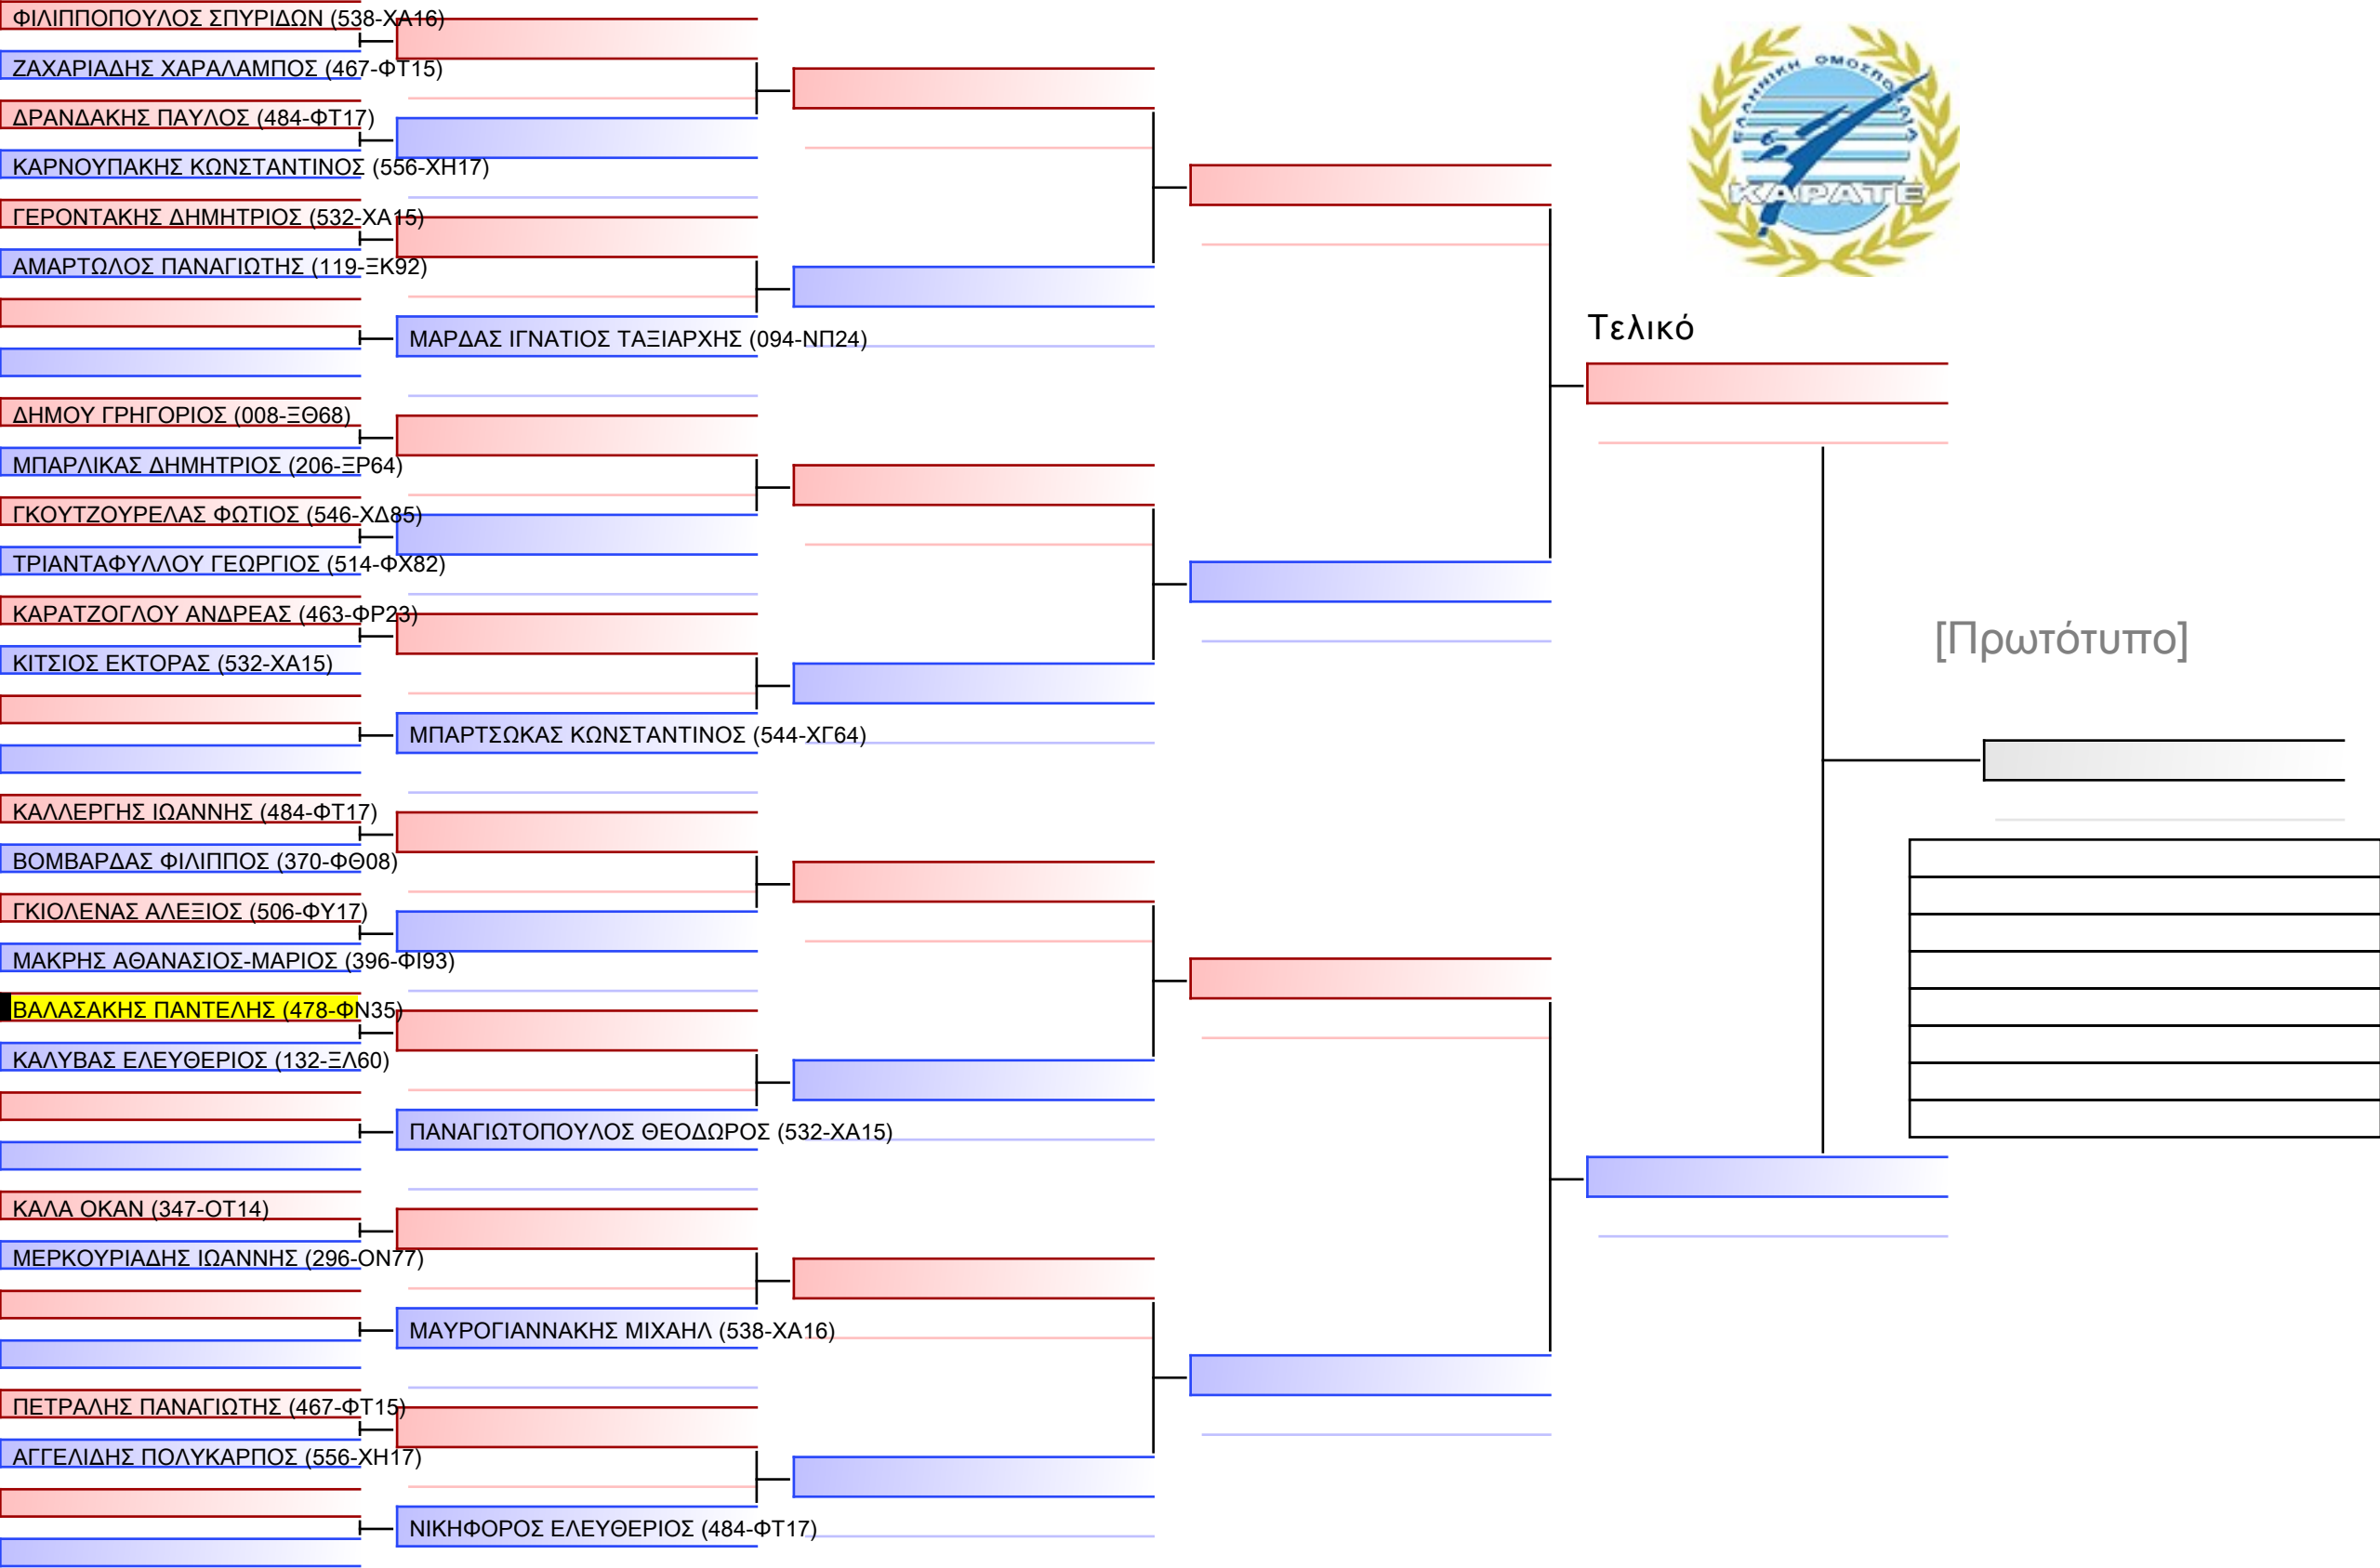 ΦΙΛΙΠΠΟΠΟΥΛΟΣ ΣΠΥΡΙΔΩΝ (538-ΧΑ16)
ΖΑΧΑΡΙΑΔΗΣ ΧΑΡΑΛΑΜΠΟΣ (467-ΦΤ15)
ΔΡΑΝΔΑΚΗΣ ΠΑΥΛΟΣ (484-ΦΤ17)
ΚΑΡΝΟΥΠΑΚΗΣ ΚΩΝΣΤΑΝΤΙΝΟΣ (556-ΧΗ17)
ΓΕΡΟΝΤΑΚΗΣ ΔΗΜΗΤΡΙΟΣ (532-ΧΑ15)
ΑΜΑΡΤΩΛΟΣ ΠΑΝΑΓΙΩΤΗΣ (119-ΞΚ92)
ΜΑΡΔΑΣ ΙΓΝΑΤΙΟΣ ΤΑΞΙΑΡΧΗΣ (094-ΝΠ24)
ΔΗΜΟΥ ΓΡΗΓΟΡΙΟΣ (008-ΞΘ68)
ΜΠΑΡΛΙΚΑΣ ΔΗΜΗΤΡΙΟΣ (206-ΞΡ64)
ΓΚΟΥΤΖΟΥΡΕΛΑΣ ΦΩΤΙΟΣ (546-ΧΔ85)
ΤΡΙΑΝΤΑΦΥΛΛΟΥ ΓΕΩΡΓΙΟΣ (514-ΦΧ82)
ΚΑΡΑΤΖΟΓΛΟΥ ΑΝΔΡΕΑΣ (463-ΦΡ23)
ΚΙΤΣΙΟΣ ΕΚΤΟΡΑΣ (532-ΧΑ15)
ΜΠΑΡΤΣΩΚΑΣ ΚΩΝΣΤΑΝΤΙΝΟΣ (544-ΧΓ64)
ΚΑΛΛΕΡΓΗΣ ΙΩΑΝΝΗΣ (484-ΦΤ17)
ΒΟΜΒΑΡΔΑΣ ΦΙΛΙΠΠΟΣ (370-ΦΘ08)
ΓΚΙΟΛΕΝΑΣ ΑΛΕΞΙΟΣ (506-ΦΥ17)
ΜΑΚΡΗΣ ΑΘΑΝΑΣΙΟΣ-ΜΑΡΙΟΣ (396-ΦΙ93)
ΒΑΛΑΣΑΚΗΣ ΠΑΝΤΕΛΗΣ (478-ΦΝ35)
ΚΑΛΥΒΑΣ ΕΛΕΥΘΕΡΙΟΣ (132-ΞΛ60)
ΠΑΝΑΓΙΩΤΟΠΟΥΛΟΣ ΘΕΟΔΩΡΟΣ (532-ΧΑ15)
ΚΑΛΑ ΟΚΑΝ (347-ΟΤ14)
ΜΕΡΚΟΥΡΙΑΔΗΣ ΙΩΑΝΝΗΣ (296-ΟΝ77)
ΜΑΥΡΟΓΙΑΝΝΑΚΗΣ ΜΙΧΑΗΛ (538-ΧΑ16)
ΠΕΤΡΑΛΗΣ ΠΑΝΑΓΙΩΤΗΣ (467-ΦΤ15)
ΑΓΓΕΛΙΔΗΣ ΠΟΛΥΚΑΡΠΟΣ (556-ΧΗ17)
ΝΙΚΗΦΟΡΟΣ ΕΛΕΥΘΕΡΙΟΣ (484-ΦΤ17)
ΕΛΛΗΝΙΚΗ ΟΜΟΣΠΟΝΔΙΑ
ΚΑΡΑΤΕ
Τελικό
[Πρωτότυπο]